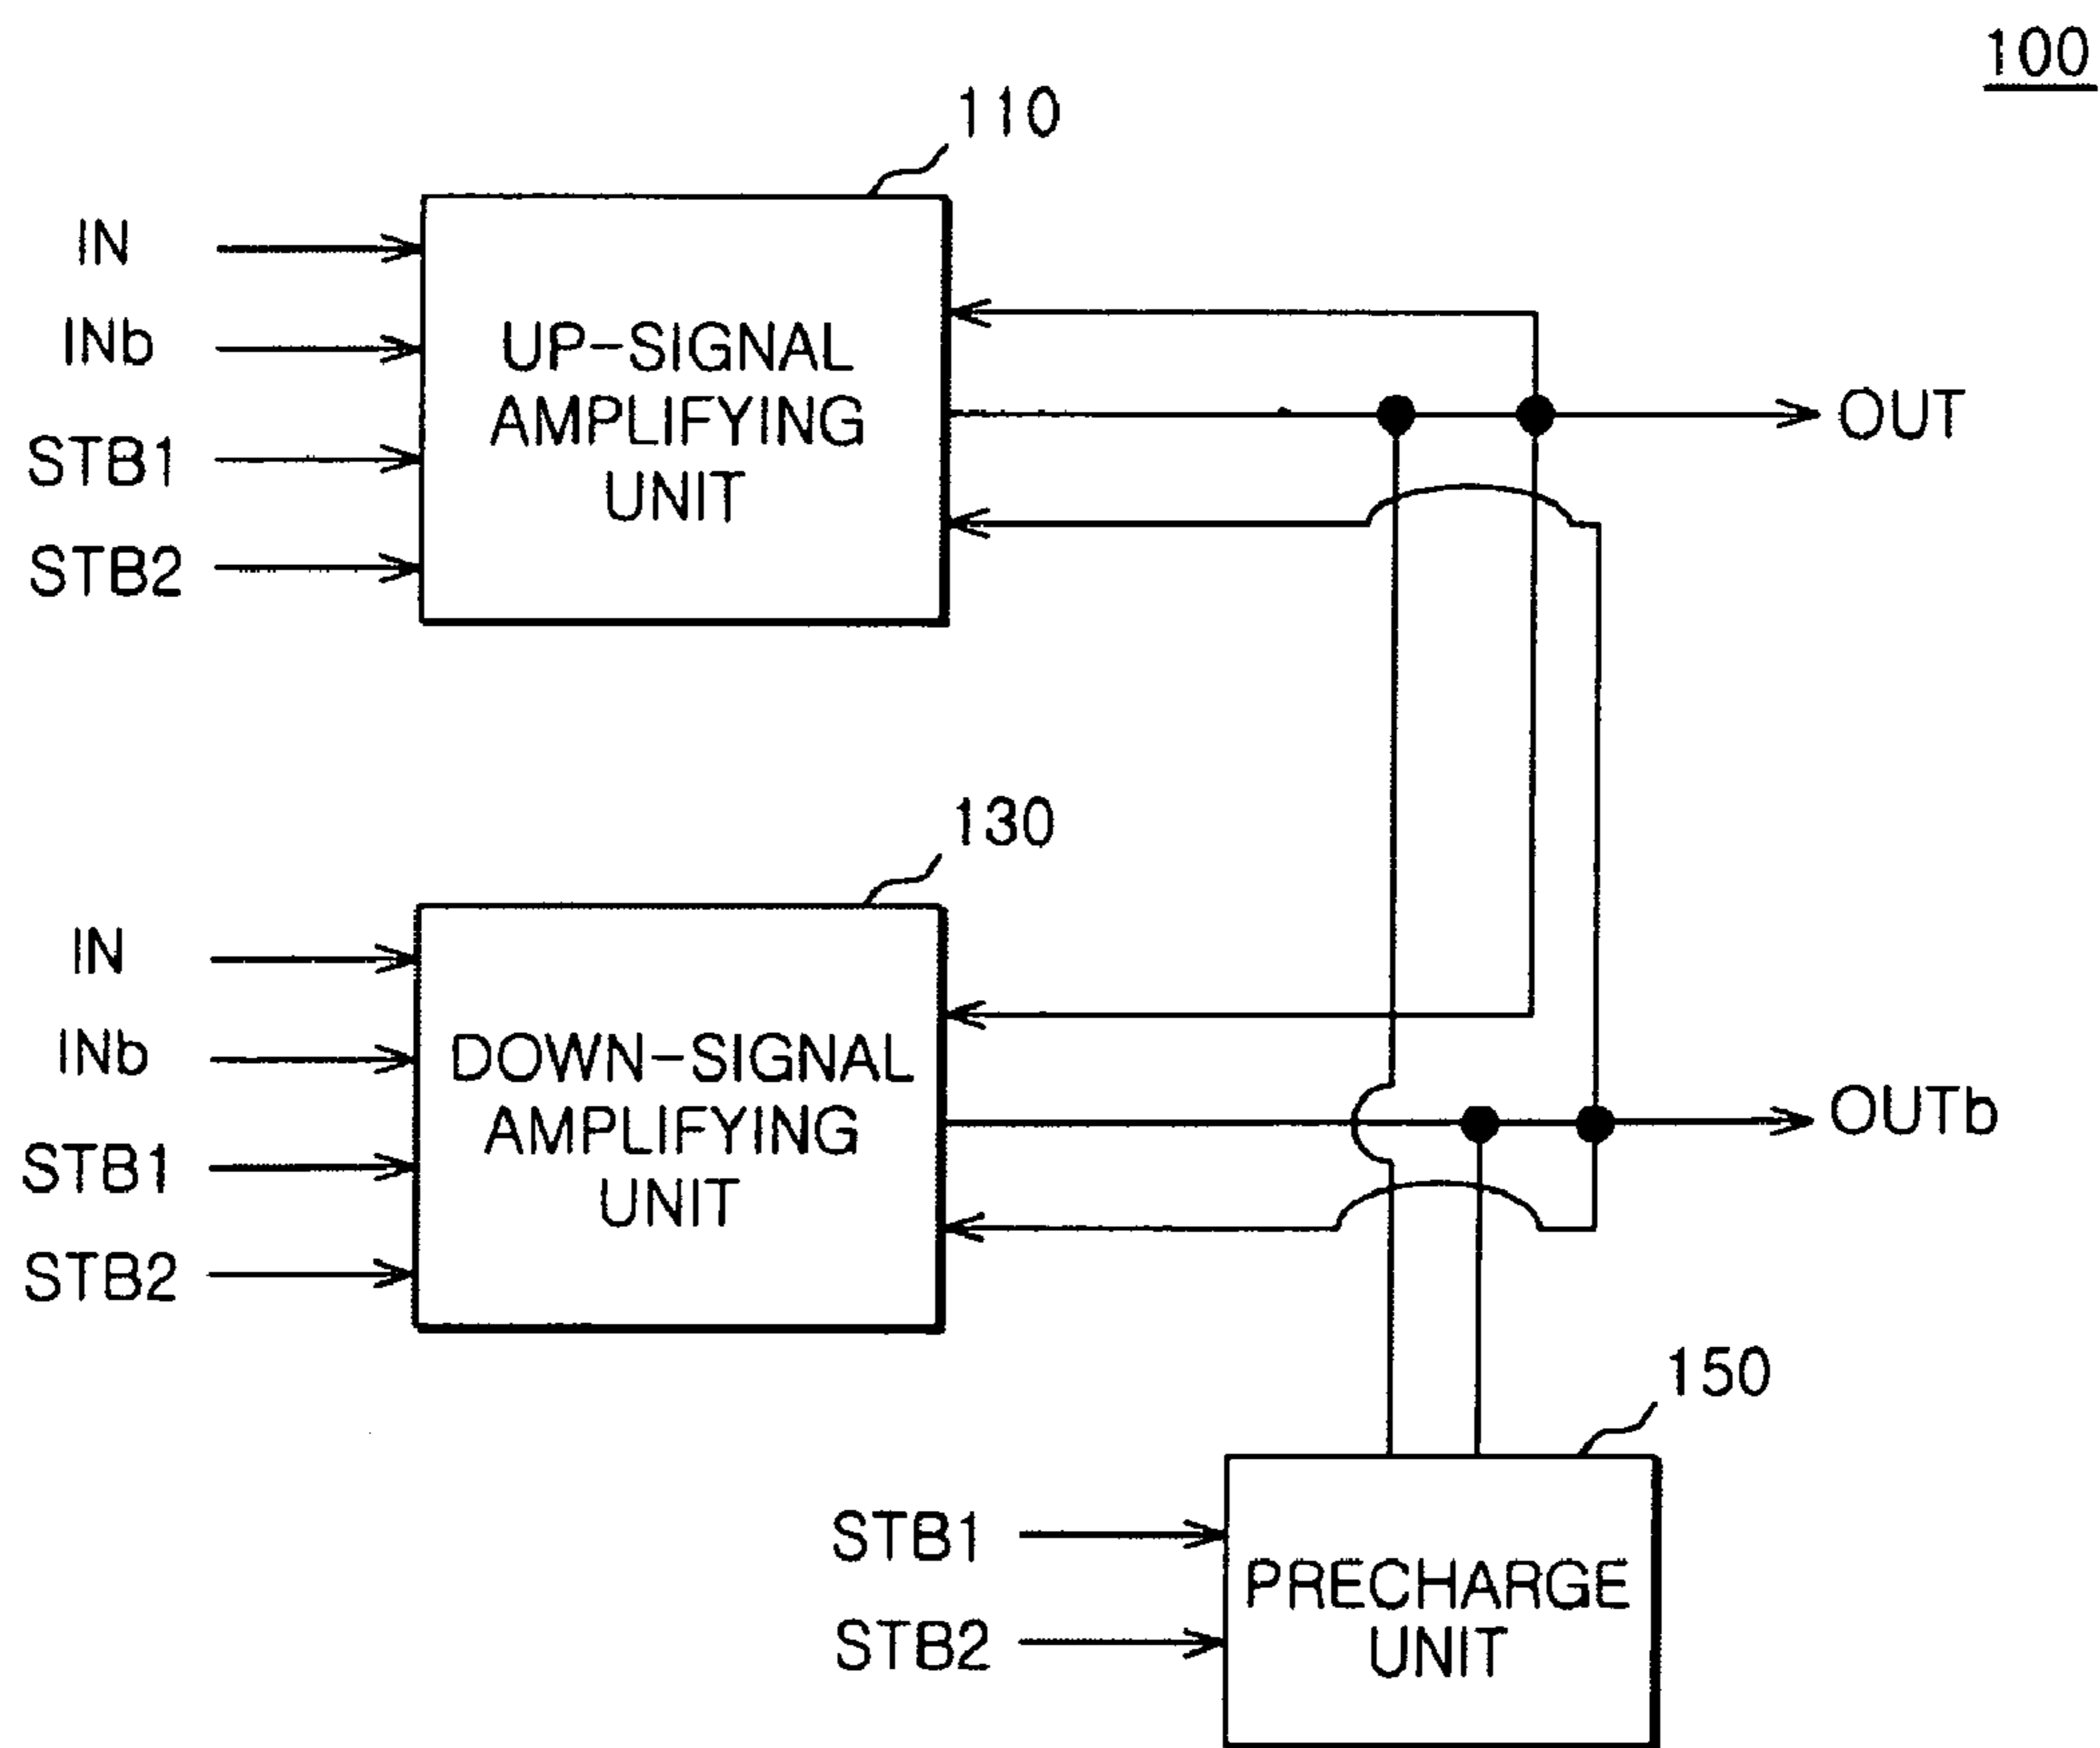 100
110
IN
INb
STB1
STB2
UP-SIGNAL
AMPLIFYING
UNIT
OUT
130
IN
INb
STB1
STB2
DOWN-SIGNAL
AMPLIFYING
UNIT
OUTb
150
STB1
STB2
PRECHARGE
UNIT